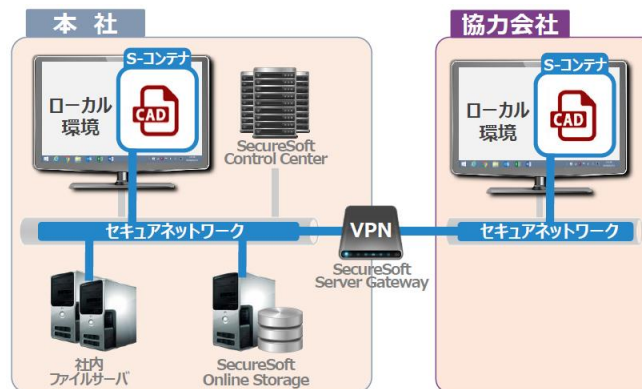 本 社
協力会社
S-コンテナ
ローカル
環境
CAD
SecureSoft
Control Center
S-コンテナ
ローカル
環境
CAD
セキュアネットワーク
VPN
セキュアネットワーク
SecureSoft
Server Gateway
社内
ファイルサーバ
SecureSoft
Online Storage